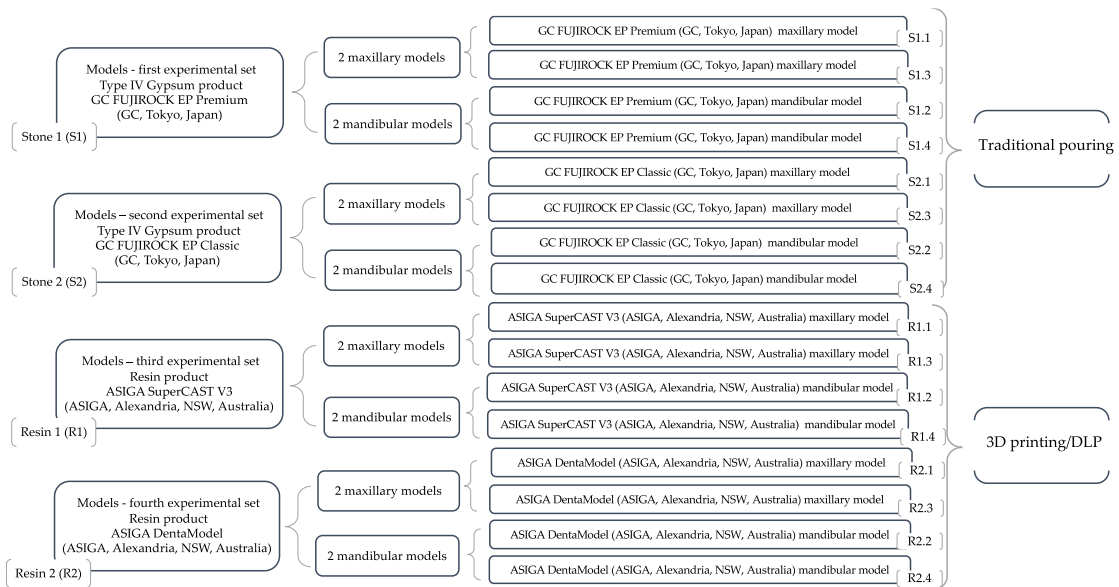 Models - first experimental set
Type IV Gypsum product
GC FUJIROCK EP Premium
(GC, Tokyo, Japan)
Stone 1 (S1)
2 maxillary models
2 mandibular models
GC FUJIROCK EP Premium (GC, Tokyo, Japan) maxillary model
S1.1
GC FUJIROCK EP Premium (GC, Tokyo, Japan) maxillary model
S1.3
GC FUJIROCK EP Premium (GC, Tokyo, Japan) mandibular model
S1.2
GC FUJIROCK EP Premium (GC, Tokyo, Japan) mandibular model
S1.4
Models – second experimental set
Type IV Gypsum product
GC FUJIROCK EP Classic
(GC, Tokyo, Japan)
Stone 2 (S2)
2 maxillary models
2 mandibular models
GC FUJIROCK EP Classic (GC, Tokyo, Japan) maxillary model
S2.1
GC FUJIROCK EP Classic (GC, Tokyo, Japan) maxillary model
S2.3
GC FUJIROCK EP Classic (GC, Tokyo, Japan) mandibular model
S2.2
GC FUJIROCK EP Classic (GC, Tokyo, Japan) mandibular model
S2.4
Traditional pouring
Models – third experimental set
Resin product
ASIGA SuperCAST V3
(ASIGA, Alexandria, NSW, Australia)
Resin 1 (R1)
2 maxillary models
2 mandibular models
ASIGA SuperCAST V3 (ASIGA, Alexandria, NSW, Australia) maxillary model
R1.1
ASIGA SuperCAST V3 (ASIGA, Alexandria, NSW, Australia) maxillary model
R1.3
ASIGA SuperCAST V3 (ASIGA, Alexandria, NSW, Australia) mandibular model
R1.2
ASIGA SuperCAST V3 (ASIGA, Alexandria, NSW, Australia) mandibular model
R1.4
Models - fourth experimental set
Resin product
ASIGA DentaModel
(ASIGA, Alexandria, NSW, Australia)
Resin 2 (R2)
2 maxillary models
2 mandibular models
ASIGA DentaModel (ASIGA, Alexandria, NSW, Australia) maxillary model
R2.1
ASIGA DentaModel (ASIGA, Alexandria, NSW, Australia) maxillary model
R2.3
ASIGA DentaModel (ASIGA, Alexandria, NSW, Australia) mandibular model
R2.2
ASIGA DentaModel (ASIGA, Alexandria, NSW, Australia) mandibular model
R2.4
3D printing/DLP